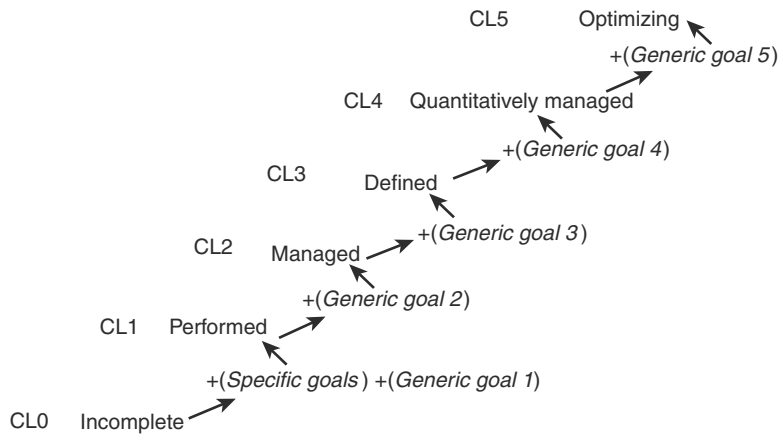 CL5 Optimizing
+(Generic goal 5)
CL4 Quantitatively managed
+(Generic goal 4)
CL3 Defined
+(Generic goal 3)
CL2 Managed
+(Generic goal 2)
CL1 Performed
+(Specific goals) +(Generic goal 1)
CL0 Incomplete